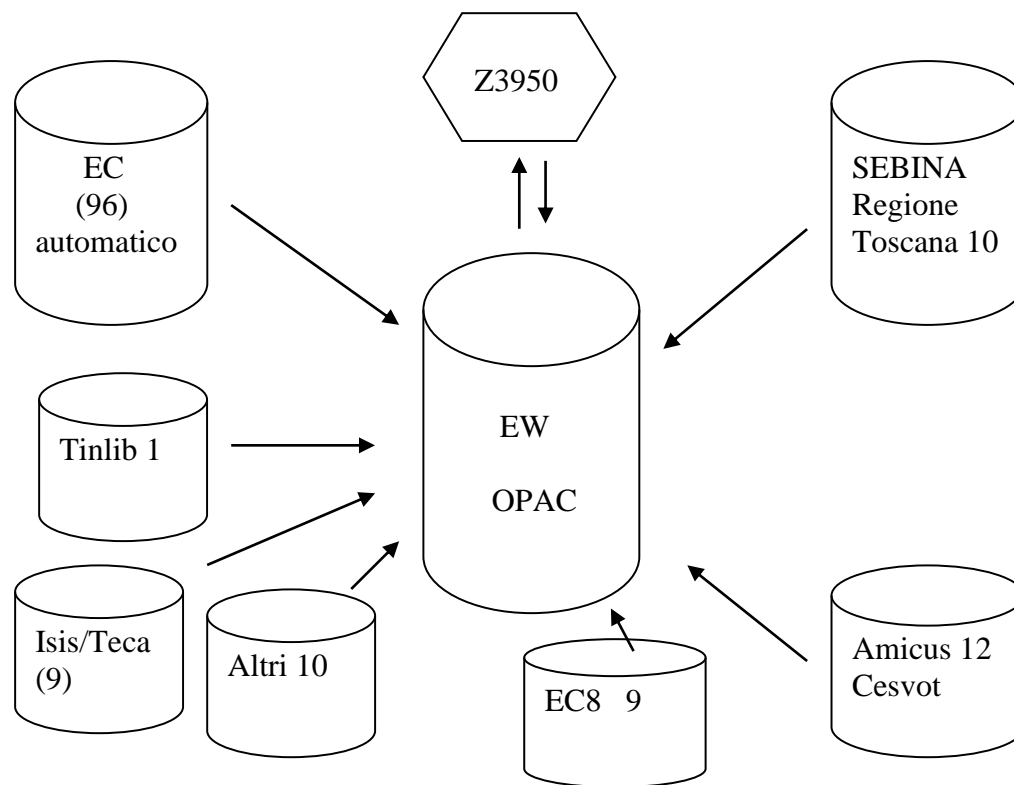 Z3950
EC
(96)
automatico
SEBINA
Regione
Toscana 10
EW
OPAC
Tinlib 1
Isis/Teca
(9)
Altri 10
EC8 9
Amicus 12
Cesvot